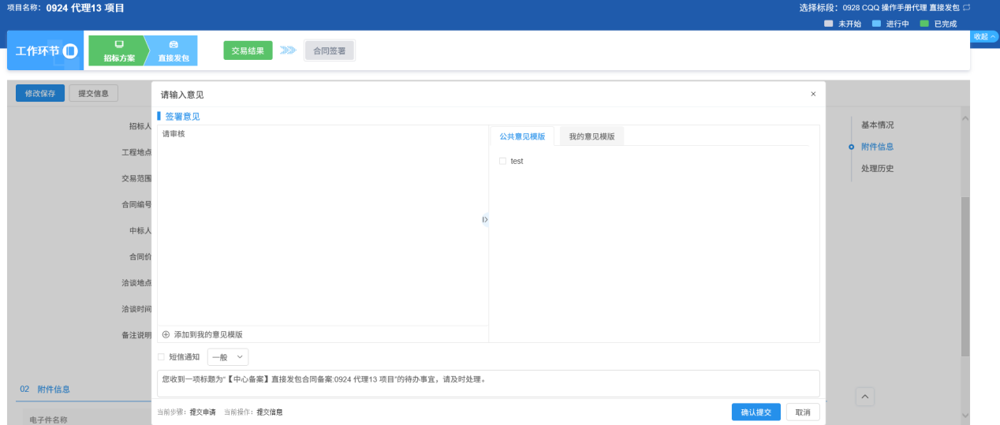 项目名称：0924 代理13 项目
选择标段：0928 CQQ 操作手册代理 直接发包
未开始 进行中 已完成
收起
工作环节
招标方案
直接发包
交易结果
合同签署
修改保存
提交信息
请输入意见
×
签署意见
请审核
公共意见模版
我的意见模版
test
招标人
工程地点
交易范围
合同编号
中标人
合同价
洽谈地点
洽谈时间
备注说明
基本情况
附件信息
处理历史
添加到我的意见模版
短信通知 一般
您收到一项标题为“【中心备案】直接发包合同备案:0924 代理13 项目”的待办事宜，请及时处理。
02 附件信息
当前步骤：提交申请 当前操作：提交信息
确认提交
取消
电子件名称